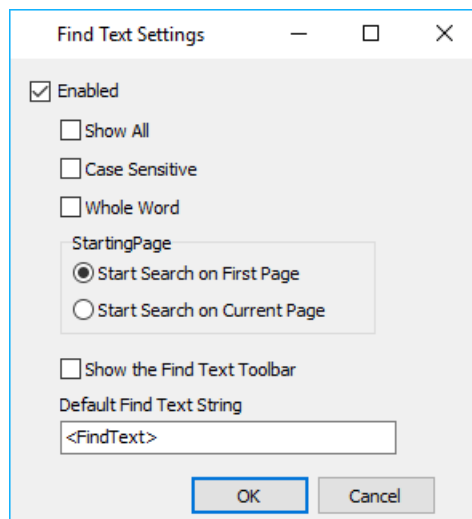 Find Text Settings
Enabled
Show All
Case Sensitive
Whole Word
StartingPage
Start Search on First Page
Start Search on Current Page
Show the Find Text Toolbar
Default Find Text String
<FindText>
OK Cancel